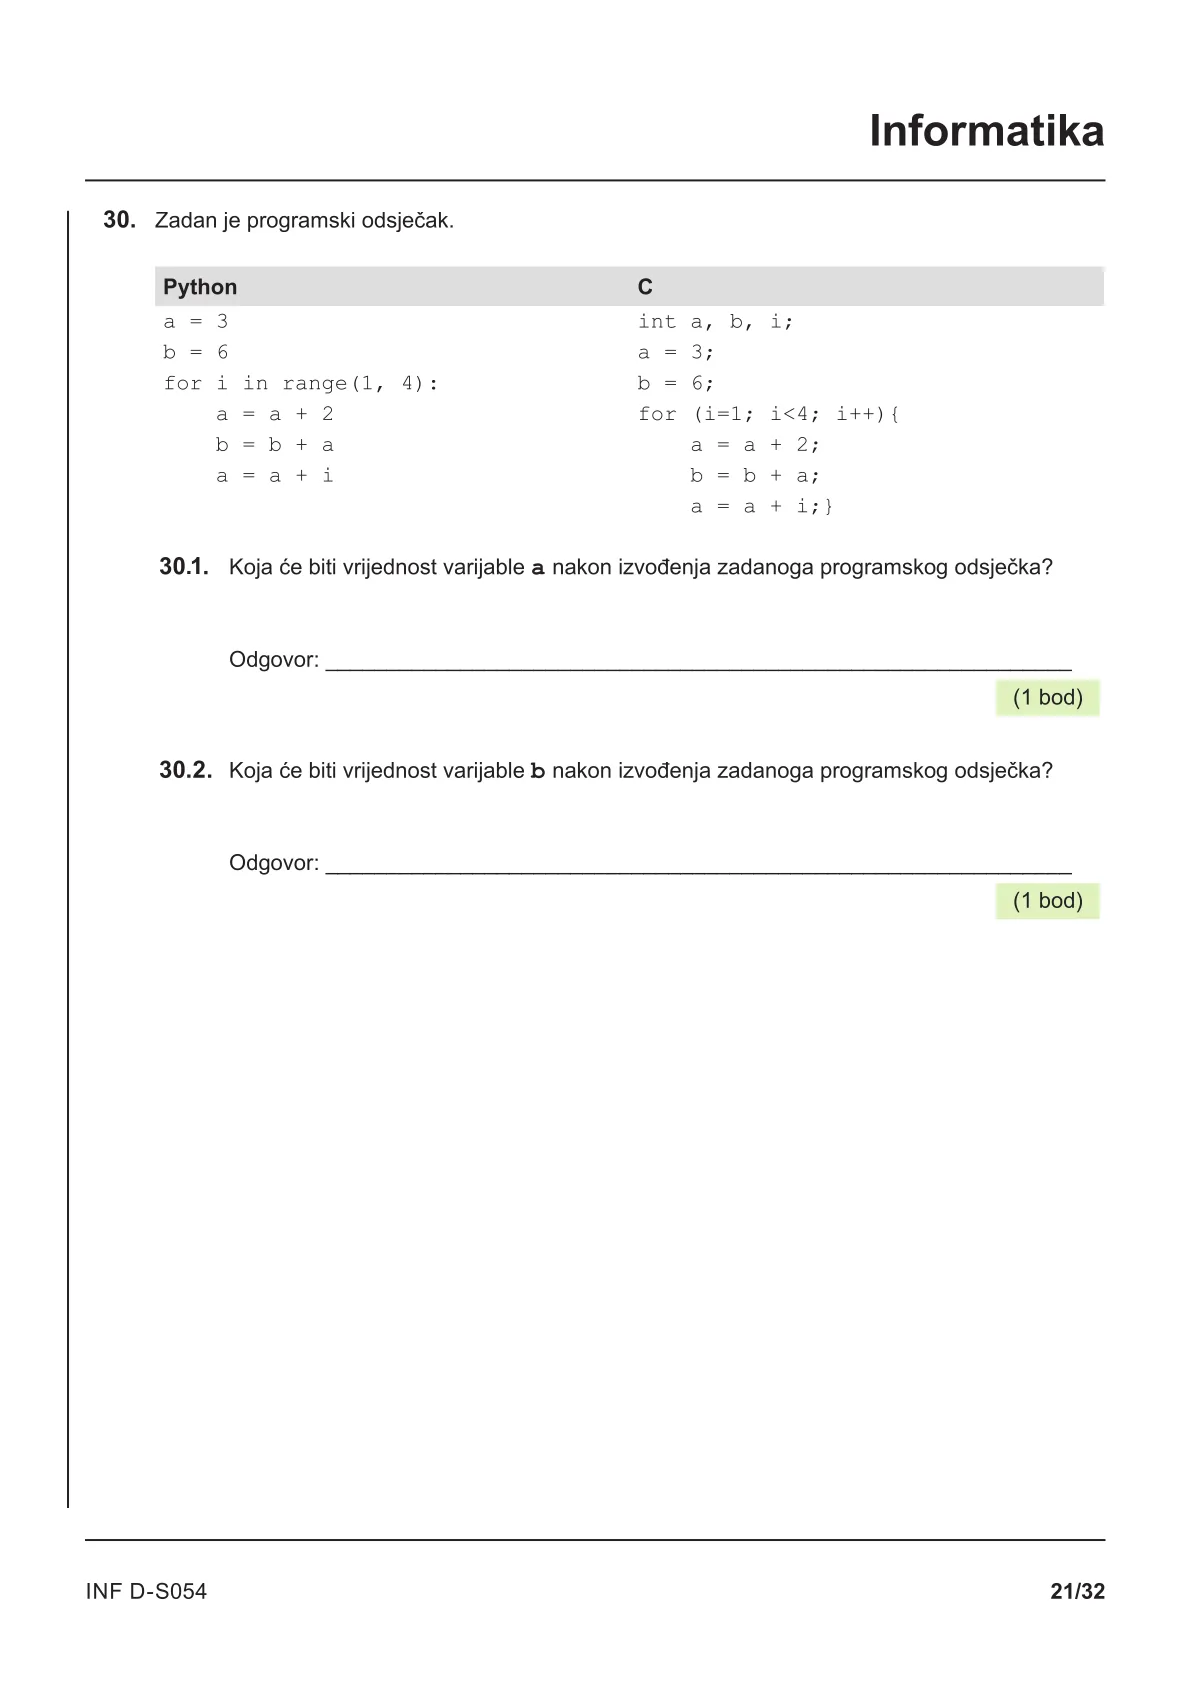 Informatika
30. Zadan je programski odsječak.
Python C
a = 3 int a, b, i;
b = 6 a = 3;
for i in range(1, 4): b = 6;
a = a + 2 for (i=1; i<4; i++){
b = b + a a = a + 2;
a = a + i b = b + a;
a = a + i;}
30.1. Koja će biti vrijednost varijable a nakon izvođenja zadanoga programskog odsječka?
Odgovor: ______________________________________________________________
(1 bod)
30.2. Koja će biti vrijednost varijable b nakon izvođenja zadanoga programskog odsječka?
Odgovor: ______________________________________________________________
(1 bod)
INF D-S054 21/32